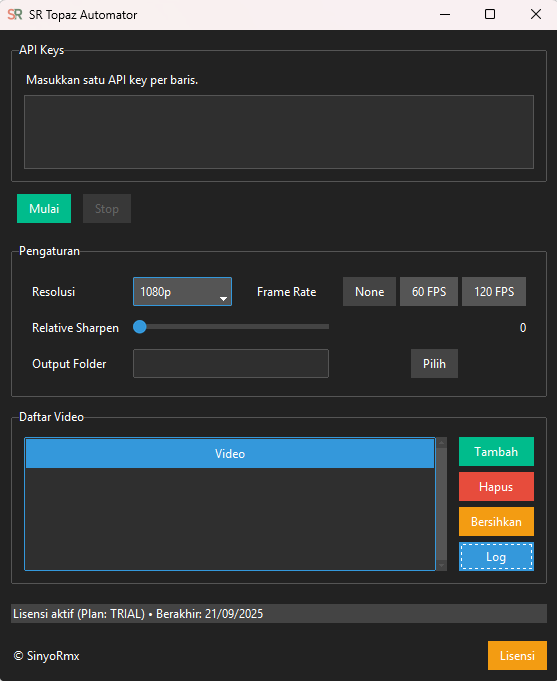 SR SR Topaz Automator
API Keys
Masukkan satu API key per baris.
Mulai Stop
Pengaturan
Resolusi 1080p Frame Rate None 60 FPS 120 FPS
Relative Sharpen 0
Output Folder Pilih
Daftar Video
Video
Tambah
Hapus
Bersihkan
Log
Lisensi aktif (Plan: TRIAL) • Berakhir: 21/09/2025
© SinyoRmx Lisensi